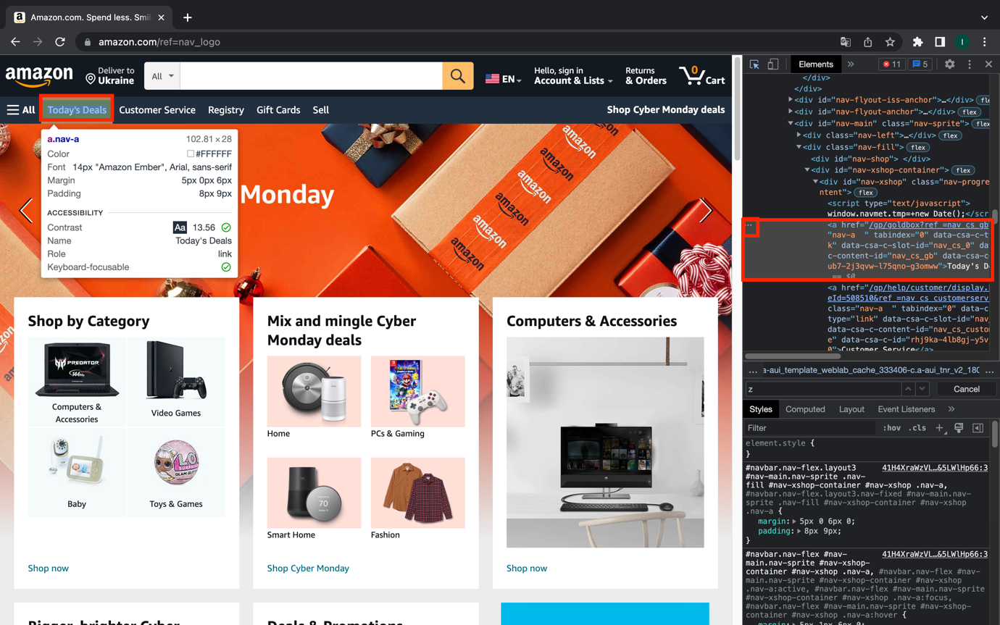 Amazon.com. Spend less. Smil
amazon.com/ref=nav_logo
amazon
Deliver to
Ukraine
All
EN
Hello, sign in
Account & Lists
Returns
& Orders
0
Cart
All
Today's Deals
Customer Service
Registry
Gift Cards
Sell
Shop Cyber Monday deals
a.nav-a 102.81 × 28
Color #FFFFFF
Font 14px "Amazon Ember", Arial, sans-serif
Margin 5px 0px 6px
Padding 8px 9px
ACCESSIBILITY
Contrast Aa 13.56
Name Today's Deals
Role link
Keyboard-focusable
Monday
amazon
amazon
amazon
amazon
amazon
amazon
Shop by Category
PREDATOR
144Hz
Computers &
Accessories
Video Games
Baby
Toys & Games
Shop now
Mix and mingle Cyber
Monday deals
Home
PCs & Gaming
70
Smart Home
Fashion
Shop Cyber Monday
Computers & Accessories
Shop now
Bigger, brighter Cyber
Deals & Promotions
Elements
11
5
</div>
</div>
<div id="nav-flyout-iss-anchor">…</div> fle
<div id="nav-flyout-anchor">…</div> flex
<div id="nav-main" class="nav-sprite"> flex
<div class="nav-left">…</div> flex
<div class="nav-fill"> flex
<div id="nav-shop"> </div>
<div id="nav-xshop-container"> flex
<div id="nav-xshop" class="nav-progre
ntent"> flex
<script type="text/javascript">
window.navmet.tmp=+new Date();</scr
<a href="/gp/goldbox?ref_=nav_cs_gb
"nav-a  " tabindex="0" data-csa-c-t
k" data-csa-c-slot-id="nav_cs_0" da
c-content-id="nav_cs_gb" data-csa-c
ub7-2j3qvw-l75qno-g3omww">Today's D
== $0
<a href="/gp/help/customer/display.
eId=508510&ref_=nav_cs_customerserv
class="nav-a  " tabindex="0" data-c
type="link" data-csa-c-slot-id="nav_
data-csa-c-content-id="nav_cs_custo
e" data-csa-c-id="rhj9ka-4lb8gj-y5v
0">Customer Service</a>
… a-aui_template_weblab_cache_333406-c.a-aui_tnr_v2_180 …
z
Cancel
Styles
Computed
Layout
Event Listeners
Filter
:hov
.cls
element.style {
}
#navbar.nav-flex.layout3 41H4XraWzVL…&5LWlHp66:3
#nav-main.nav-sprite .nav-
fill #nav-xshop-container #nav-xshop .nav-a,
#navbar.nav-flex.layout3.nav-fixed #nav-main.nav-
sprite .nav-fill #nav-xshop-container #nav-xshop
.nav-a {
margin: 5px 0 6px 0;
padding: 8px 9px;
}
#navbar.nav-flex #nav- 41H4XraWzVL…&5LWlHp66:3
main.nav-sprite #nav-xshop-
container #nav-xshop .nav-a, #navbar.nav-flex #nav-
main.nav-sprite #nav-xshop-container #nav-xshop
.nav-a:active, #navbar.nav-flex #nav-main.nav-sprite
#nav-xshop-container #nav-xshop .nav-a:focus,
#navbar.nav-flex #nav-main.nav-sprite #nav-xshop-
container #nav-xshop .nav-a:hover {
margin: 5px 1px 6px 0;